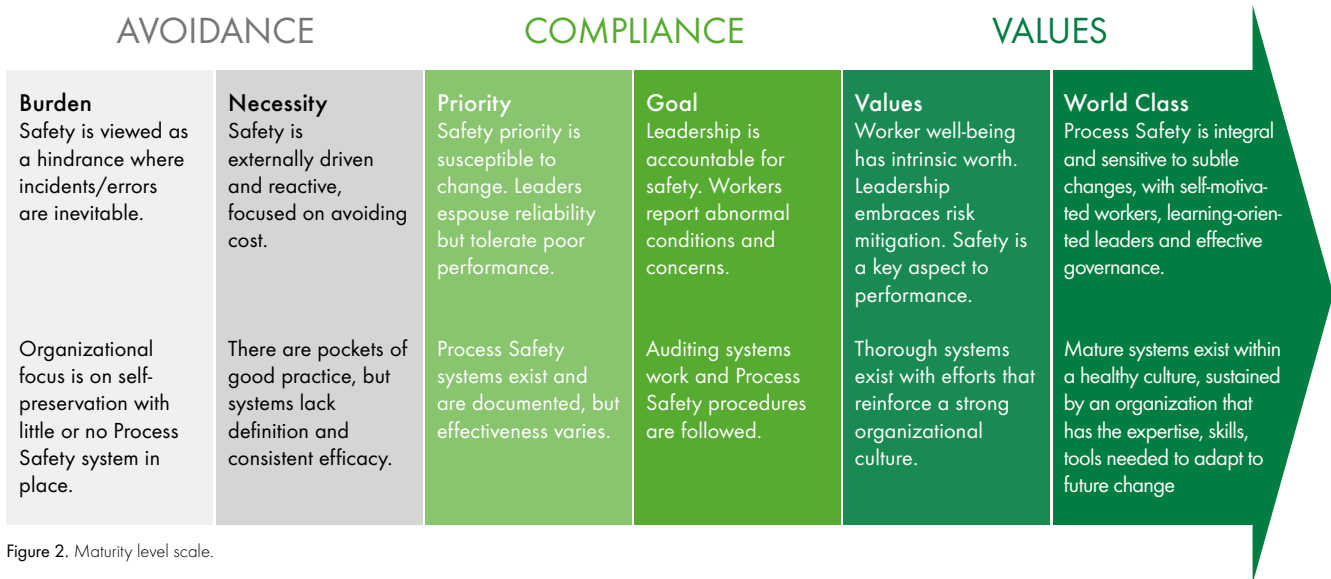 AVOIDANCE
COMPLIANCE
VALUES
Burden
Safety is viewed as
a hindrance where
incidents/errors
are inevitable.
Organizational
focus is on self-
preservation with
little or no Process
Safety system in
place.
Necessity
Safety is
externally driven
and reactive,
focused on avoiding
cost.
There are pockets of
good practice, but
systems lack
definition and
consistent efficacy.
Priority
Safety priority is
susceptible to
change. Leaders
espouse reliability
but tolerate poor
performance.
Process Safety
systems exist and
are documented, but
effectiveness varies.
Goal
Leadership is
accountable for
safety. Workers
report abnormal
conditions and
concerns.
Auditing systems
work and Process
Safety procedures
are followed.
Values
Worker well-being
has intrinsic worth.
Leadership
embraces risk
mitigation. Safety is
a key aspect to
performance.
Thorough systems
exist with efforts that
reinforce a strong
organizational
culture.
World Class
Process Safety is integral
and sensitive to subtle
changes, with self-motiva-
ted workers, learning-orien-
ted leaders and effective
governance.
Mature systems exist within
a healthy culture, sustained
by an organization that
has the expertise, skills,
tools needed to adapt to
future change
Figure 2. Maturity level scale.